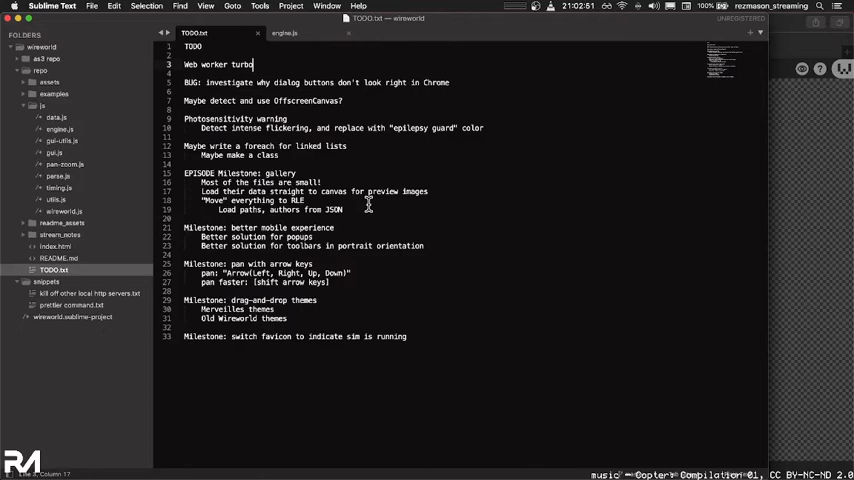 Sublime Text File Edit Selection Find View Goto Tools Project Window Help 100% 21:02:51 rezmason_streaming
TODO.txt — wireworld
UNREGISTERED
FOLDERS
wireworld
as3 repo
repo
assets
examples
js
data.js
engine.js
gui-utils.js
gui.js
pan-zoom.js
parse.js
timing.js
utils.js
wireworld.js
readme_assets
stream_notes
index.html
README.md
TODO.txt
snippets
kill off other local http servers.txt
prettier command.txt
wireworld.sublime-project
TODO.txt engine.js
1 TODO
2
3 Web worker turbo
4
5 BUG: investigate why dialog buttons don't look right in Chrome
6
7 Maybe detect and use OffscreenCanvas?
8
9 Photosensitivity warning
10 Detect intense flickering, and replace with "epilepsy guard" color
11
12 Maybe write a foreach for linked lists
13 Maybe make a class
14
15 EPISODE Milestone: gallery
16 Most of the files are small!
17 Load their data straight to canvas for preview images
18 "Move" everything to RLE
19 Load paths, authors from JSON
20
21 Milestone: better mobile experience
22 Better solution for popups
23 Better solution for toolbars in portrait orientation
24
25 Milestone: pan with arrow keys
26 pan: "Arrow(Left, Right, Up, Down)"
27 pan faster: [shift arrow keys]
28
29 Milestone: drag-and-drop themes
30 Merveilles themes
31 Old Wireworld themes
32
33 Milestone: switch favicon to indicate sim is running
RM
Line 3, Column 17
music — Copter Compilation 01, CC BY-NC-ND 2.0